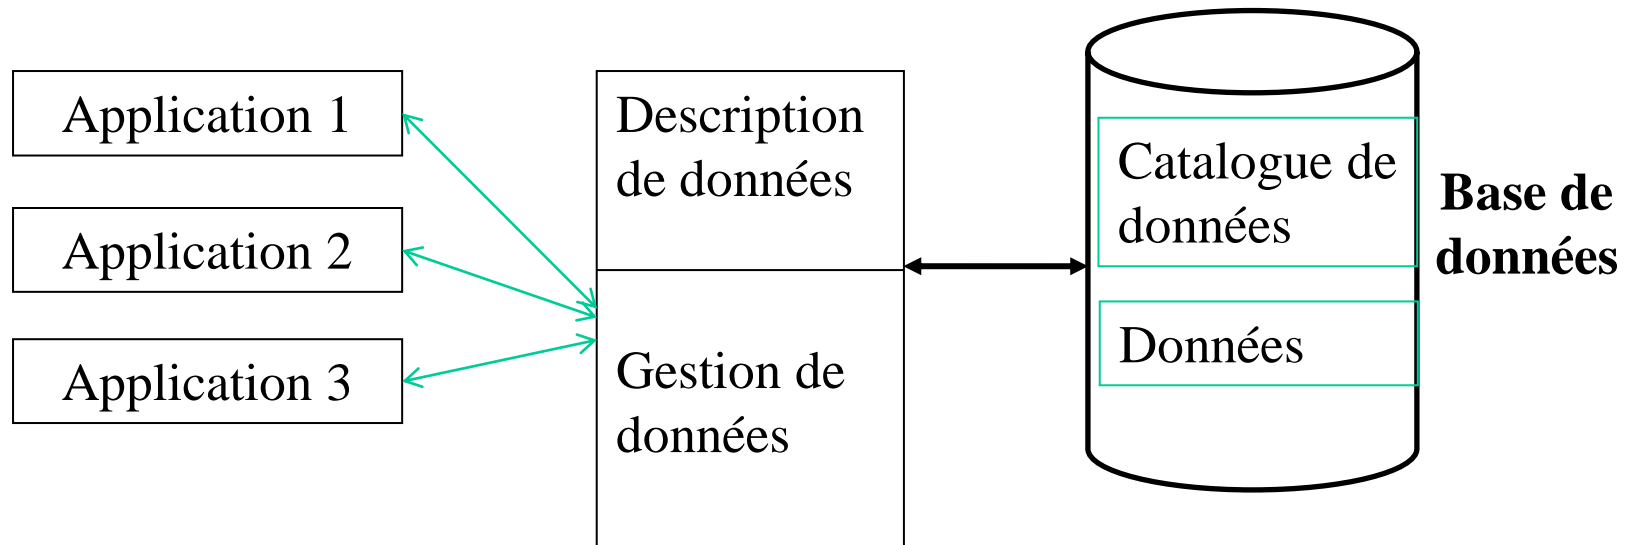 Application 1
Application 2
Application 3
Description
de données
Gestion de
données
Catalogue de
données
Données
Base de
données